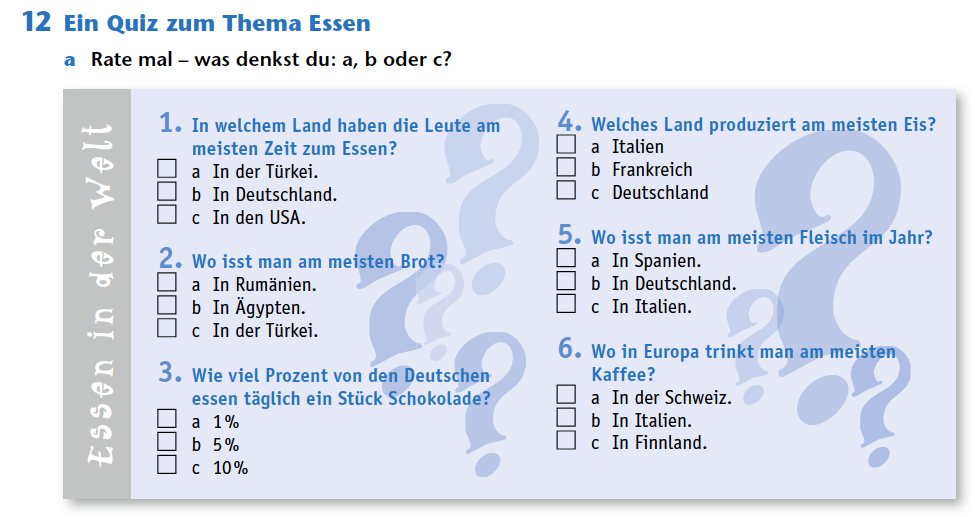 12 Ein Quiz zum Thema Essen
a Rate mal – was denkst du: a, b oder c?
Essen in der Welt
1. In welchem Land haben die Leute am
meisten Zeit zum Essen?
a In der Türkei.
b In Deutschland.
c In den USA.
2. Wo isst man am meisten Brot?
a In Rumänien.
b In Ägypten.
c In der Türkei.
3. Wie viel Prozent von den Deutschen
essen täglich ein Stück Schokolade?
a 1%
b 5%
c 10%
4. Welches Land produziert am meisten Eis?
a Italien
b Frankreich
c Deutschland
5. Wo isst man am meisten Fleisch im Jahr?
a In Spanien.
b In Deutschland.
c In Italien.
6. Wo in Europa trinkt man am meisten
Kaffee?
a In der Schweiz.
b In Italien.
c In Finnland.